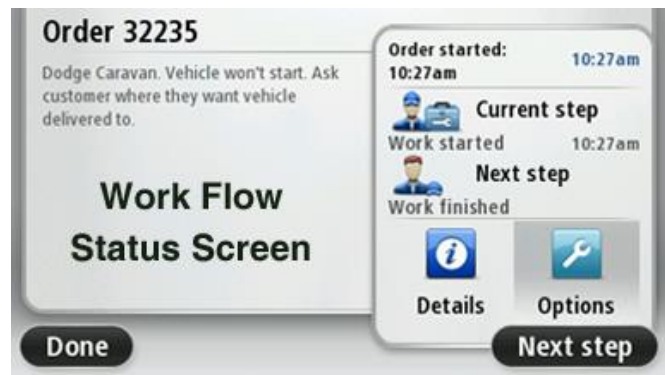 Order 32235
Dodge Caravan. Vehicle won't start. Ask
customer where they want vehicle
delivered to.
Work Flow
Status Screen
Order started:
10:27am
10:27am
Current step
Work started 10:27am
Next step
Work finished
Details Options
Done
Next step